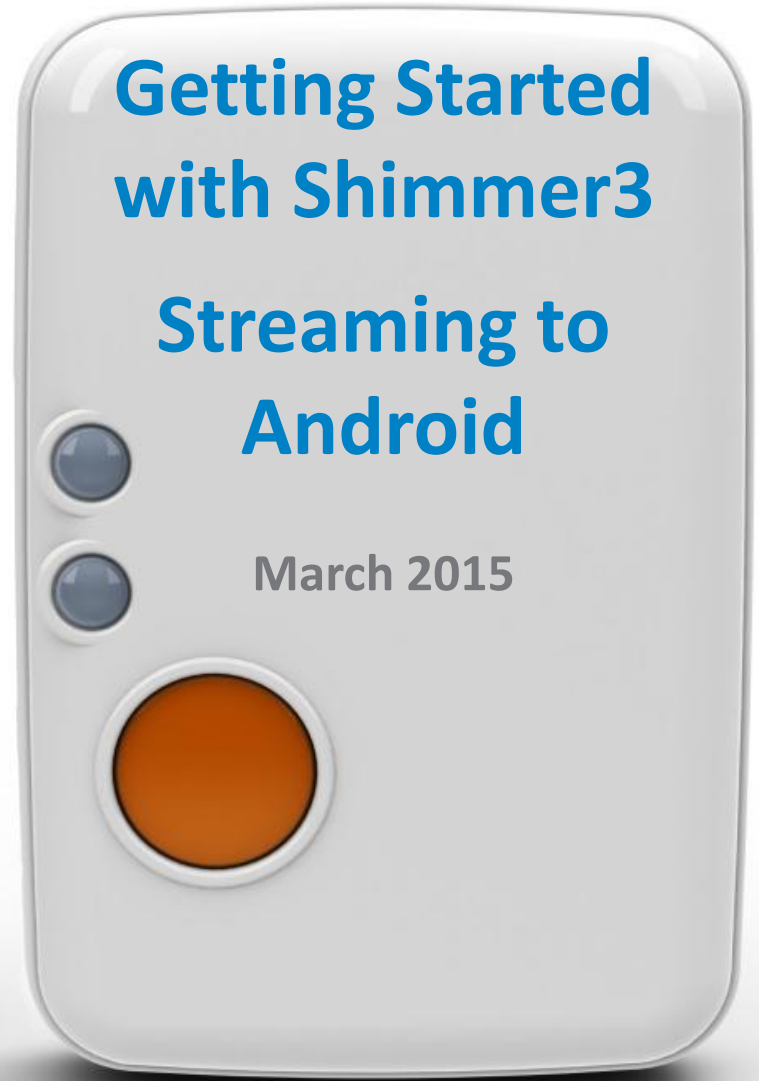 Getting Started
with Shimmer3
Streaming to
Android
March 2015